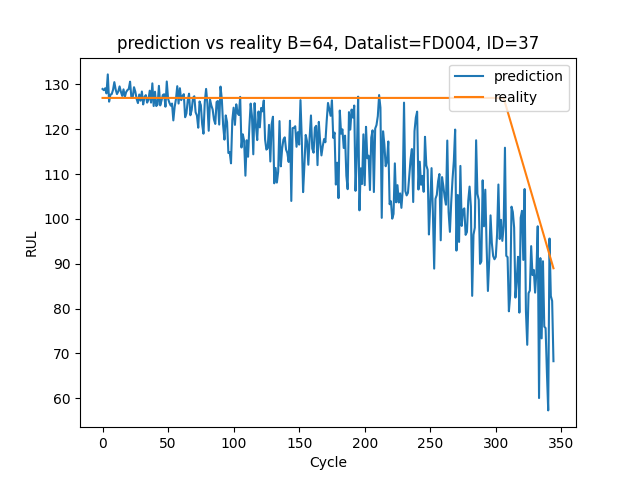 prediction vs reality B=64, Datalist=FD004, ID=37
prediction
reality
RUL
130
120
110
100
90
80
70
60
0 50 100 150 200 250 300 350
Cycle